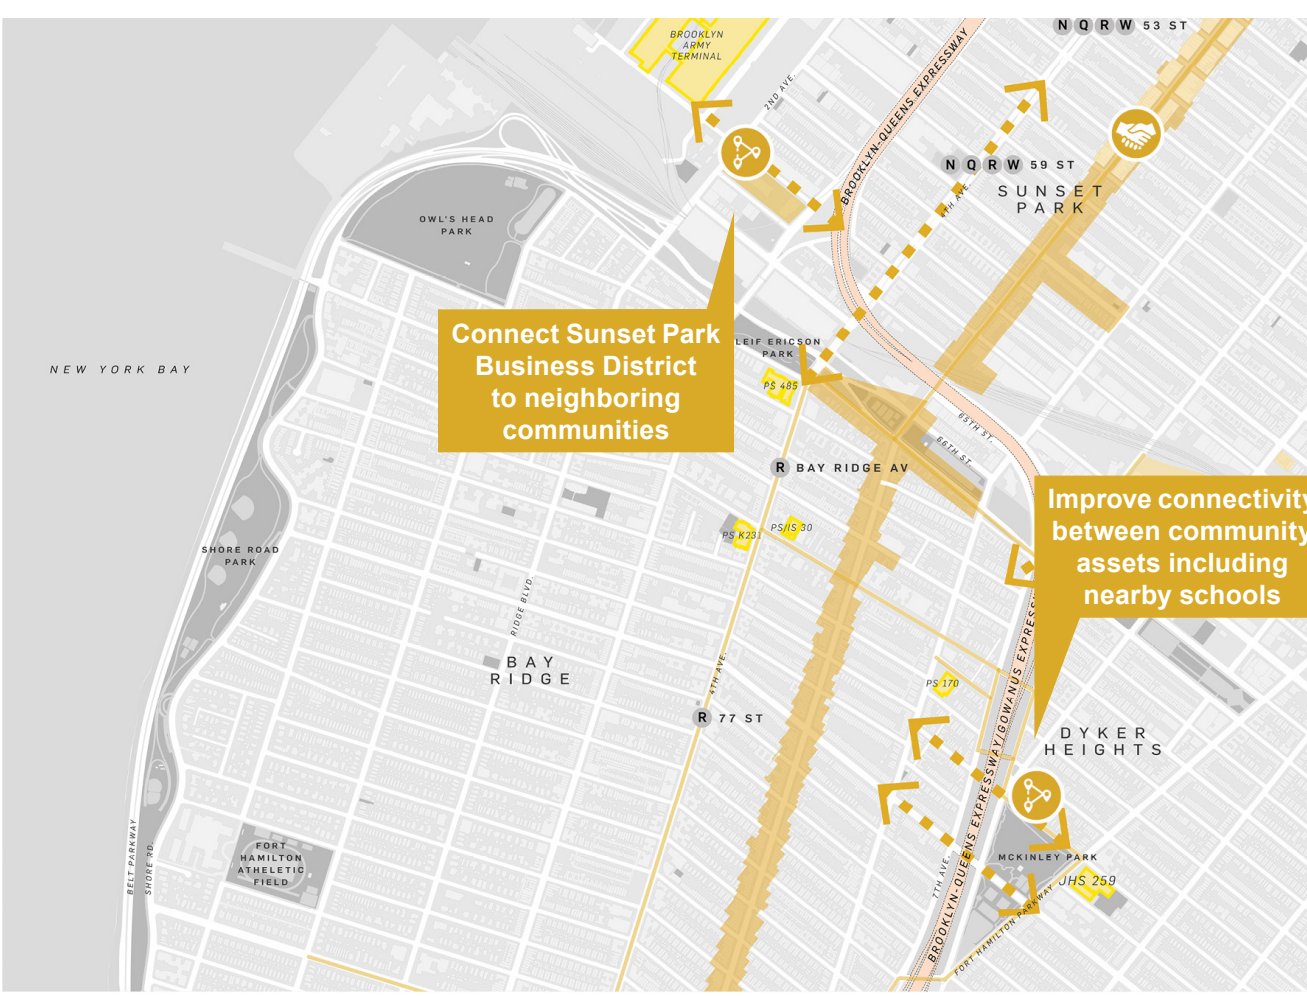 N Q R W 53 ST
BROOKLYN
ARMY
TERMINAL
2ND AVE.
BROOKLYN-QUEENS EXPRESSWAY
N Q R W 59 ST
SUNSET
PARK
4TH AVE.
OWL'S HEAD
PARK
Connect Sunset Park
Business District
to neighboring
communities
LEIF ERICSON
PARK
NEW YORK BAY
PS 485
65TH ST.
66TH ST.
R BAY RIDGE AV
Improve connectivity
between community
assets including
nearby schools
PS K231
PS/IS 30
SHORE ROAD
PARK
RIDGE BLVD.
BAY
RIDGE
4TH AVE.
PS 170
R 77 ST
DYKER
HEIGHTS
BROOKLYN-QUEENS EXPRESSWAY/GOWANUS EXPRESS
MCKINLEY PARK
JHS 259
7TH AVE.
FORT HAMILTON PARKWAY
FORT
HAMILTON
ATHELETIC
FIELD
BELT PARKWAY
SHORE RD.